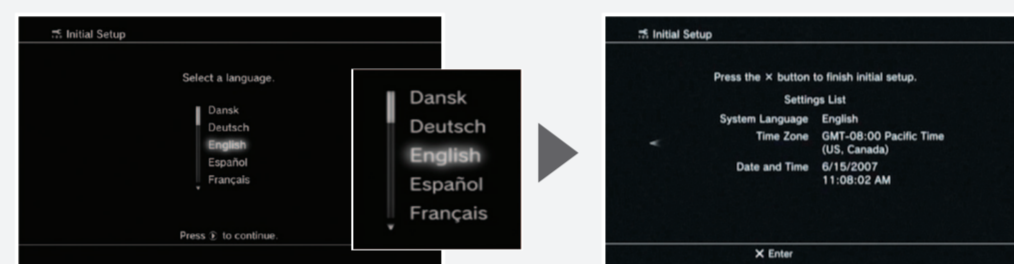 Initial Setup
Select a language.
Dansk
Deutsch
English
Español
Français
Press to continue.
Dansk
Deutsch
English
Español
Français
Initial Setup
Press the × button to finish initial setup.
Settings List
System Language English
Time Zone GMT-08:00 Pacific Time
(US, Canada)
Date and Time 6/15/2007
11:08:02 AM
× Enter